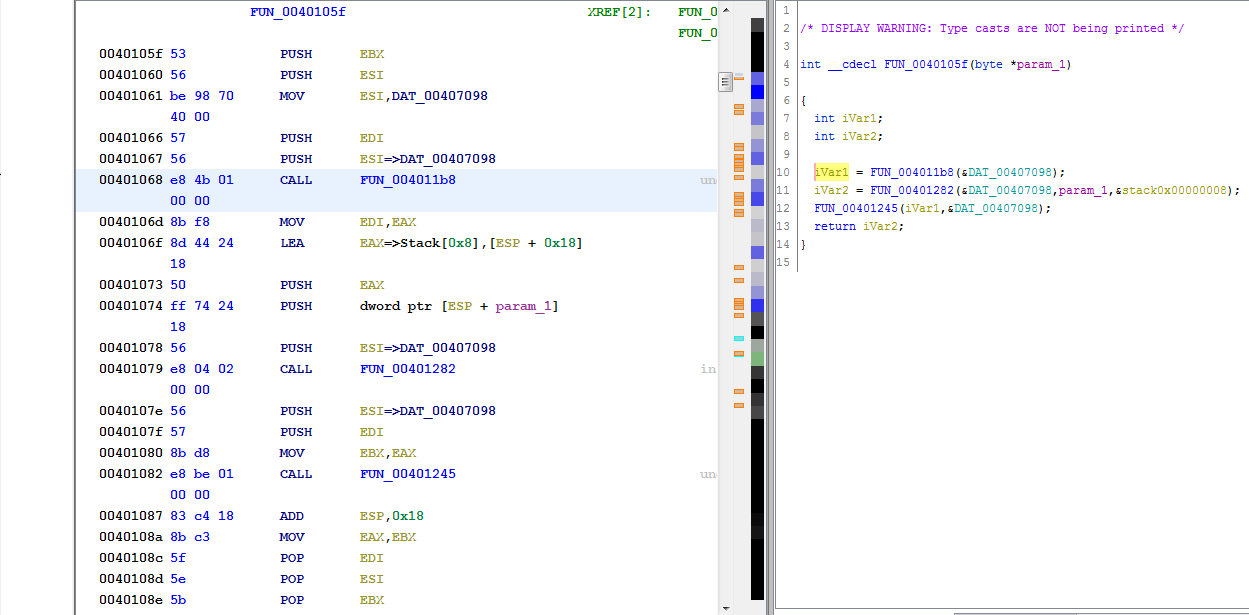 FUN_0040105f XREF[2]: FUN_0
FUN_0
0040105f 53 PUSH EBX
00401060 56 PUSH ESI
00401061 be 98 70 MOV ESI,DAT_00407098
40 00
00401066 57 PUSH EDI
00401067 56 PUSH ESI=>DAT_00407098
00401068 e8 4b 01 CALL FUN_004011b8 un
00 00
0040106d 8b f8 MOV EDI,EAX
0040106f 8d 44 24 LEA EAX=>Stack[0x8],[ESP + 0x18]
18
00401073 50 PUSH EAX
00401074 ff 74 24 PUSH dword ptr [ESP + param_1]
18
00401078 56 PUSH ESI=>DAT_00407098
00401079 e8 04 02 CALL FUN_00401282 in
00 00
0040107e 56 PUSH ESI=>DAT_00407098
0040107f 57 PUSH EDI
00401080 8b d8 MOV EBX,EAX
00401082 e8 be 01 CALL FUN_00401245 un
00 00
00401087 83 c4 18 ADD ESP,0x18
0040108a 8b c3 MOV EAX,EBX
0040108c 5f POP EDI
0040108d 5e POP ESI
0040108e 5b POP EBX
1
2 /* DISPLAY WARNING: Type casts are NOT being printed */
3
4 int __cdecl FUN_0040105f(byte *param_1)
5
6 {
7 int iVar1;
8 int iVar2;
9
10 iVar1 = FUN_004011b8(&DAT_00407098);
11 iVar2 = FUN_00401282(&DAT_00407098,param_1,&stack0x00000008);
12 FUN_00401245(iVar1,&DAT_00407098);
13 return iVar2;
14 }
15